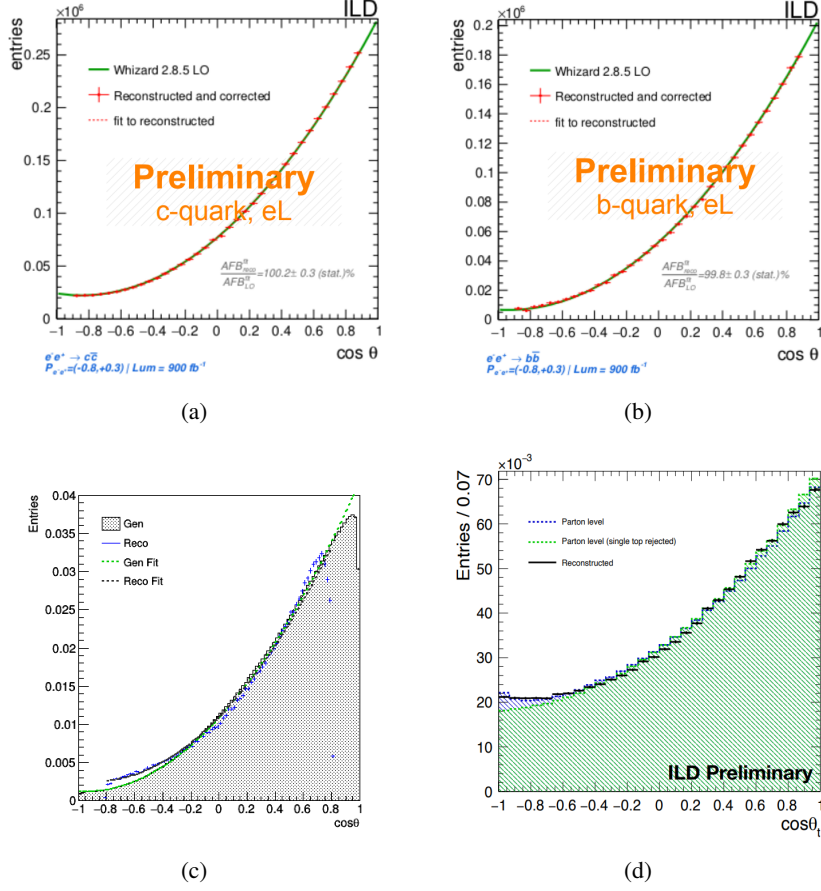 ILD
×10⁶
entries
0.25
0.2
0.15
0.1
0.05
0
Whizard 2.8.5 LO
Reconstructed and corrected
fit to reconstructed
Preliminary
c-quark, eL
AFB^fit_reco / AFB^fit_LO =100.2± 0.3 (stat.)%
−1 −0.8 −0.6 −0.4 −0.2 0 0.2 0.4 0.6 0.8 1
cos θ
e⁻e⁺ → cc̅
P_e⁻e⁺=(-0.8,+0.3) | Lum = 900 fb⁻¹
(a)
ILD
×10⁶
entries
0.2
0.18
0.16
0.14
0.12
0.1
0.08
0.06
0.04
0.02
0
Whizard 2.8.5 LO
Reconstructed and corrected
fit to reconstructed
Preliminary
b-quark, eL
AFB^fit_reco / AFB^fit_LO =99.8± 0.3 (stat.)%
−1 −0.8 −0.6 −0.4 −0.2 0 0.2 0.4 0.6 0.8 1
cos θ
e⁻e⁺ → bb̅
P_e⁻e⁺=(-0.8,+0.3) | Lum = 900 fb⁻¹
(b)
Entries
0.04
0.035
0.03
0.025
0.02
0.015
0.01
0.005
0
Gen
Reco
Gen Fit
Reco Fit
-1 -0.8 -0.6 -0.4 -0.2 0 0.2 0.4 0.6 0.8 1
cosθ
(c)
×10⁻³
Entries / 0.07
70
60
50
40
30
20
10
0
Parton level
Parton level (single top rejected)
Reconstructed
ILD Preliminary
−1 −0.8 −0.6 −0.4 −0.2 0 0.2 0.4 0.6 0.8 1
cosθ_t
(d)